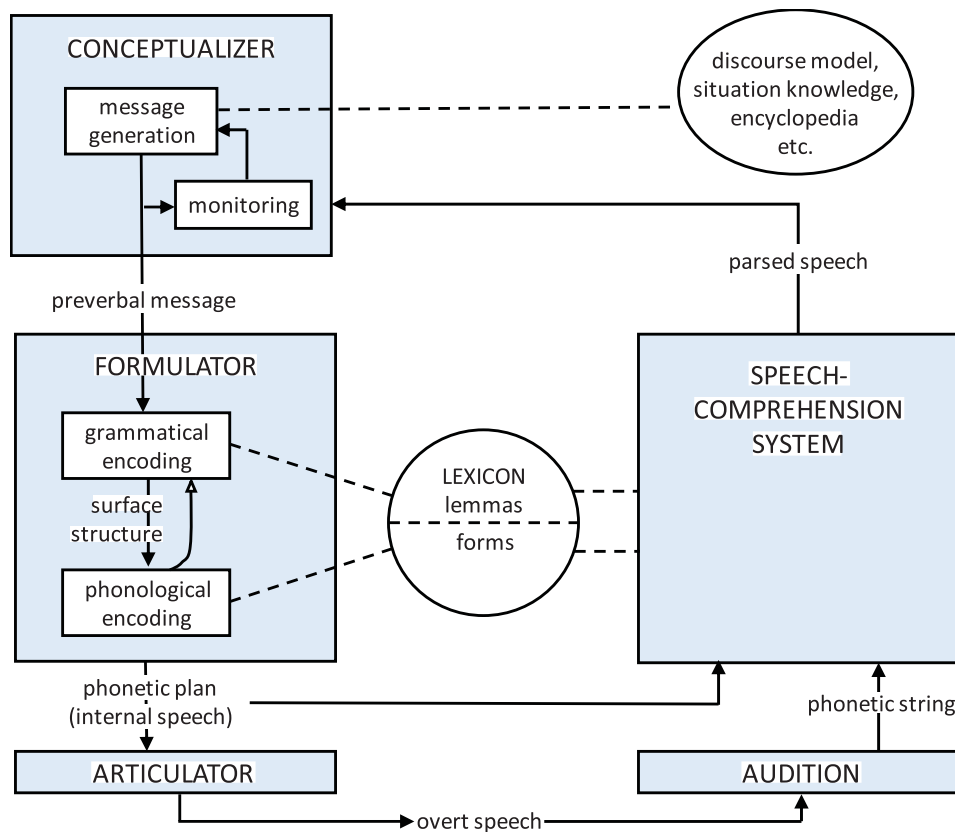 CONCEPTUALIZER
message
generation
monitoring
discourse model,
situation knowledge,
encyclopedia
etc.
parsed speech
preverbal message
FORMULATOR
grammatical
encoding
surface
structure
phonological
encoding
LEXICON
lemmas
forms
SPEECH-
COMPREHENSION
SYSTEM
phonetic plan
(internal speech)
phonetic string
ARTICULATOR
AUDITION
overt speech